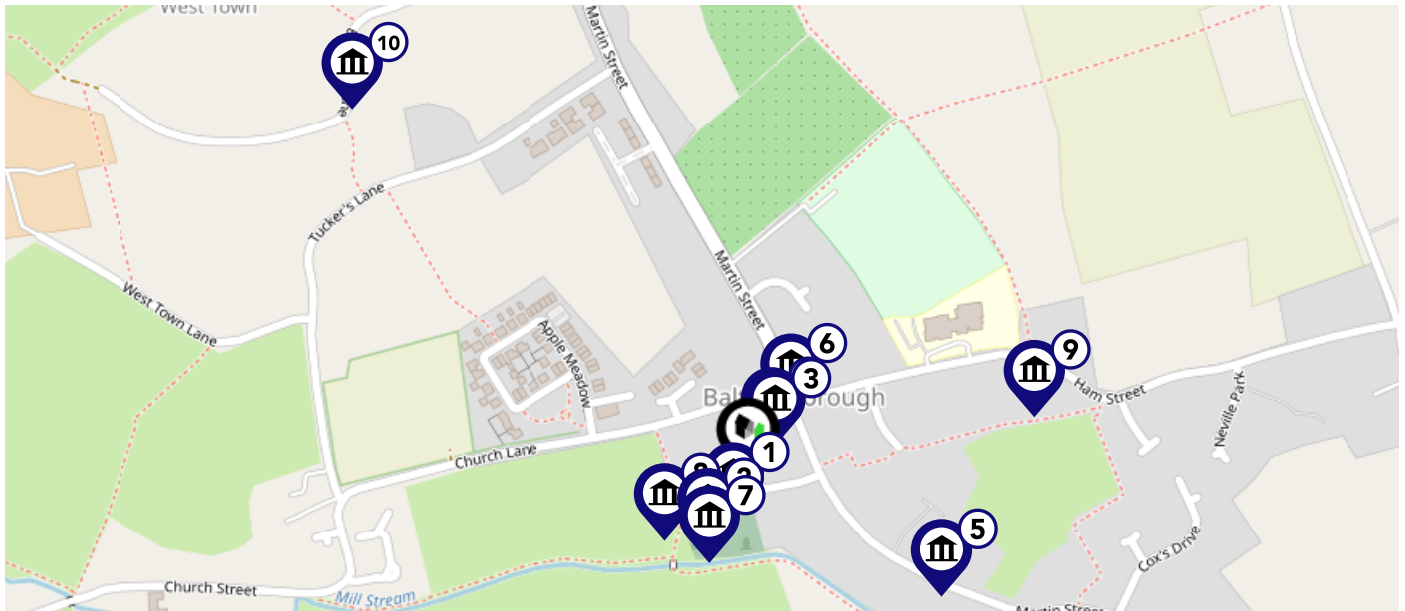 West Town
10
Martin Street
Tucker's Lane
West Town Lane
Martin Street
Apple Meadow
6
3
9
Ham Street
Neville Park
Church Lane
1
2
7
5
Cox's Drive
Church Street
Mill Stream
Martin Street